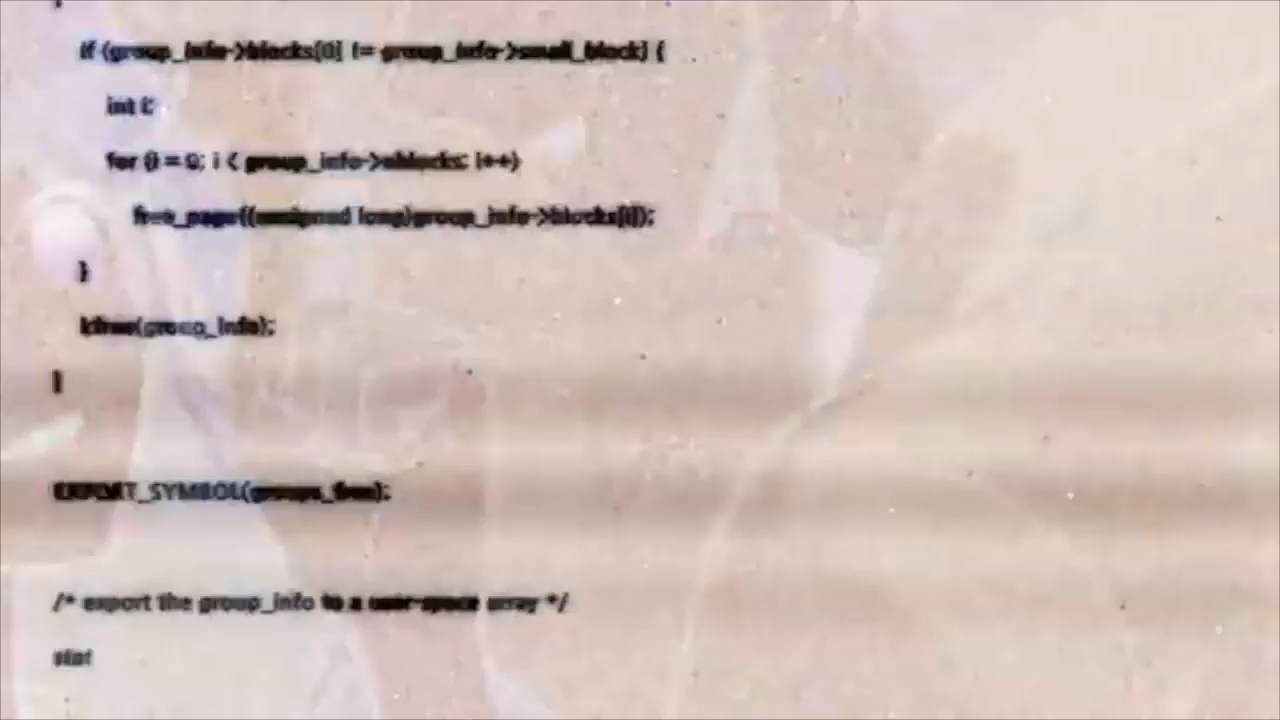 }
if (group_info->blocks[0] != group_info->small_block) {
int i;
for (i = 0; i < group_info->nblocks; i++)
free_page((unsigned long)group_info->blocks[i]);
}
kfree(group_info);
}
EXPORT_SYMBOL(groups_free);
/* export the group_info to a user-space array */
stat